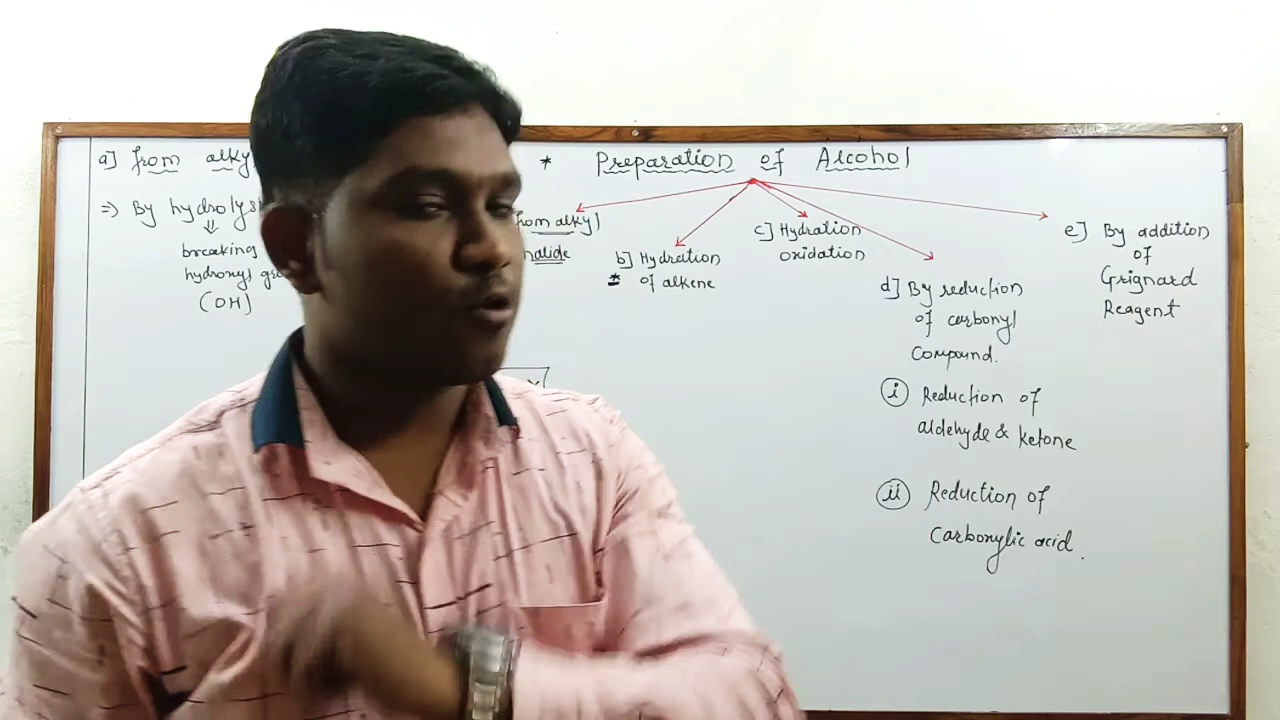 a] from alky
=) By hydrolys
⇓
breaking
hydroxyl gr
(OH)
* Preparation of Alcohol
from alkyl
halide
b] Hydration
* of alkene
c] Hydration
oxidation
d] By reduction
of carbonyl
Compound.
i Reduction of
aldehyde & ketone
ii Reduction of
Carboxylic acid.
e] By addition
of
Grignard
Reagent